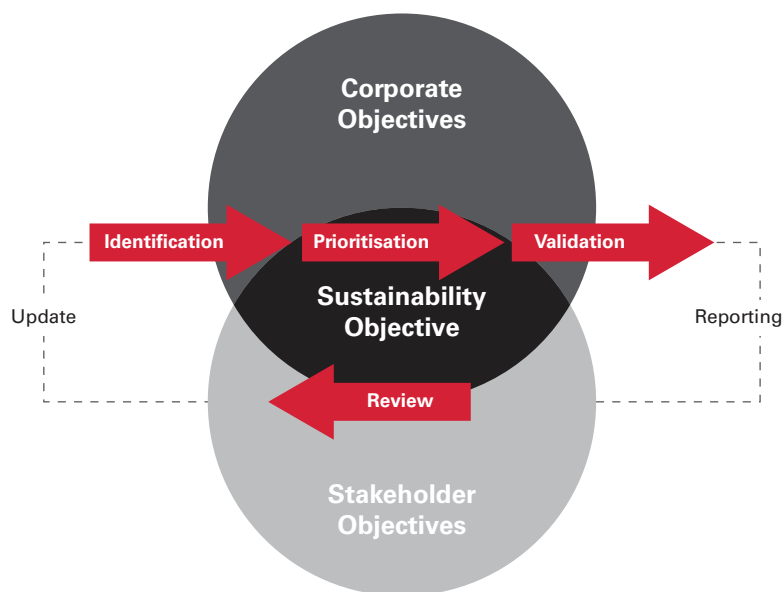 Corporate
Objectives
Identification
Prioritisation
Validation
Sustainability
Objective
Update
Reporting
Review
Stakeholder
Objectives